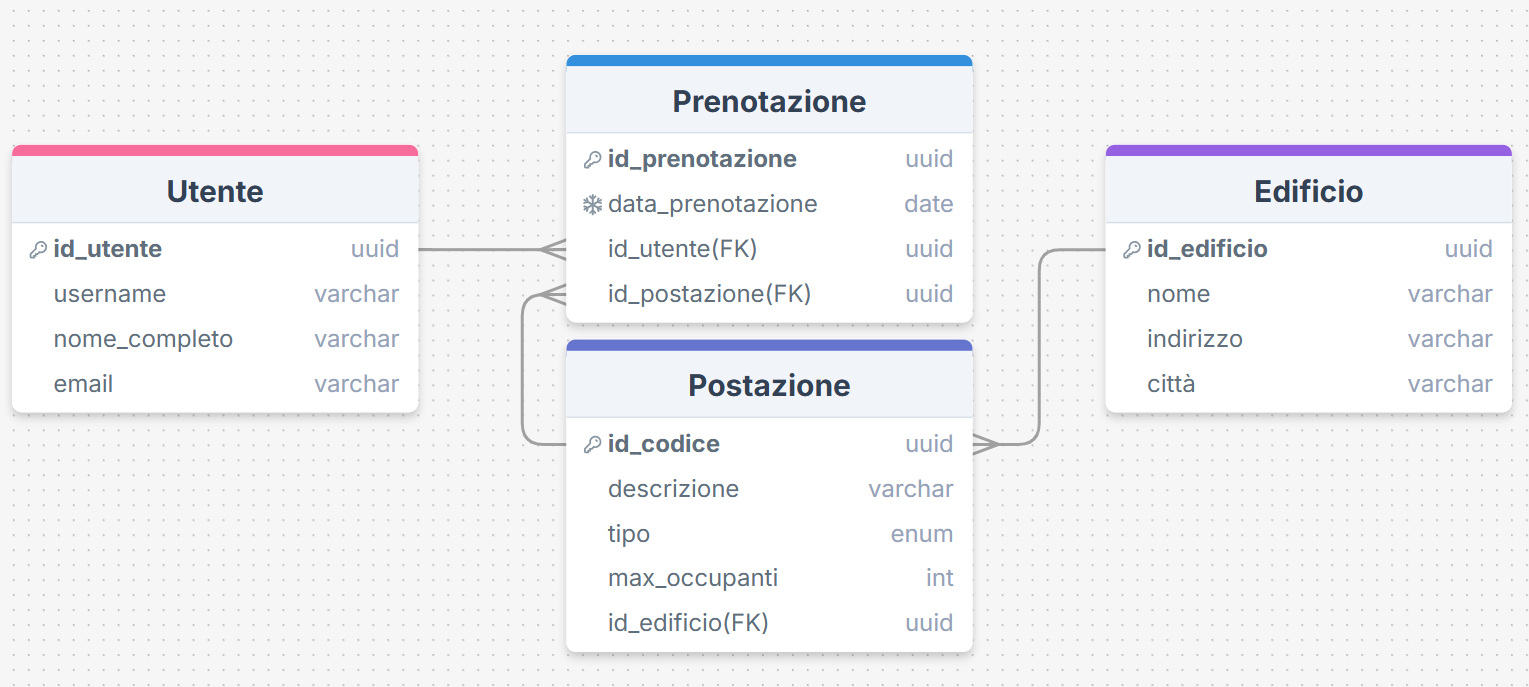 Utente
id_utente uuid
username varchar
nome_completo varchar
email varchar
Prenotazione
id_prenotazione uuid
data_prenotazione date
id_utente(FK) uuid
id_postazione(FK) uuid
Postazione
id_codice uuid
descrizione varchar
tipo enum
max_occupanti int
id_edificio(FK) uuid
Edificio
id_edificio uuid
nome varchar
indirizzo varchar
città varchar